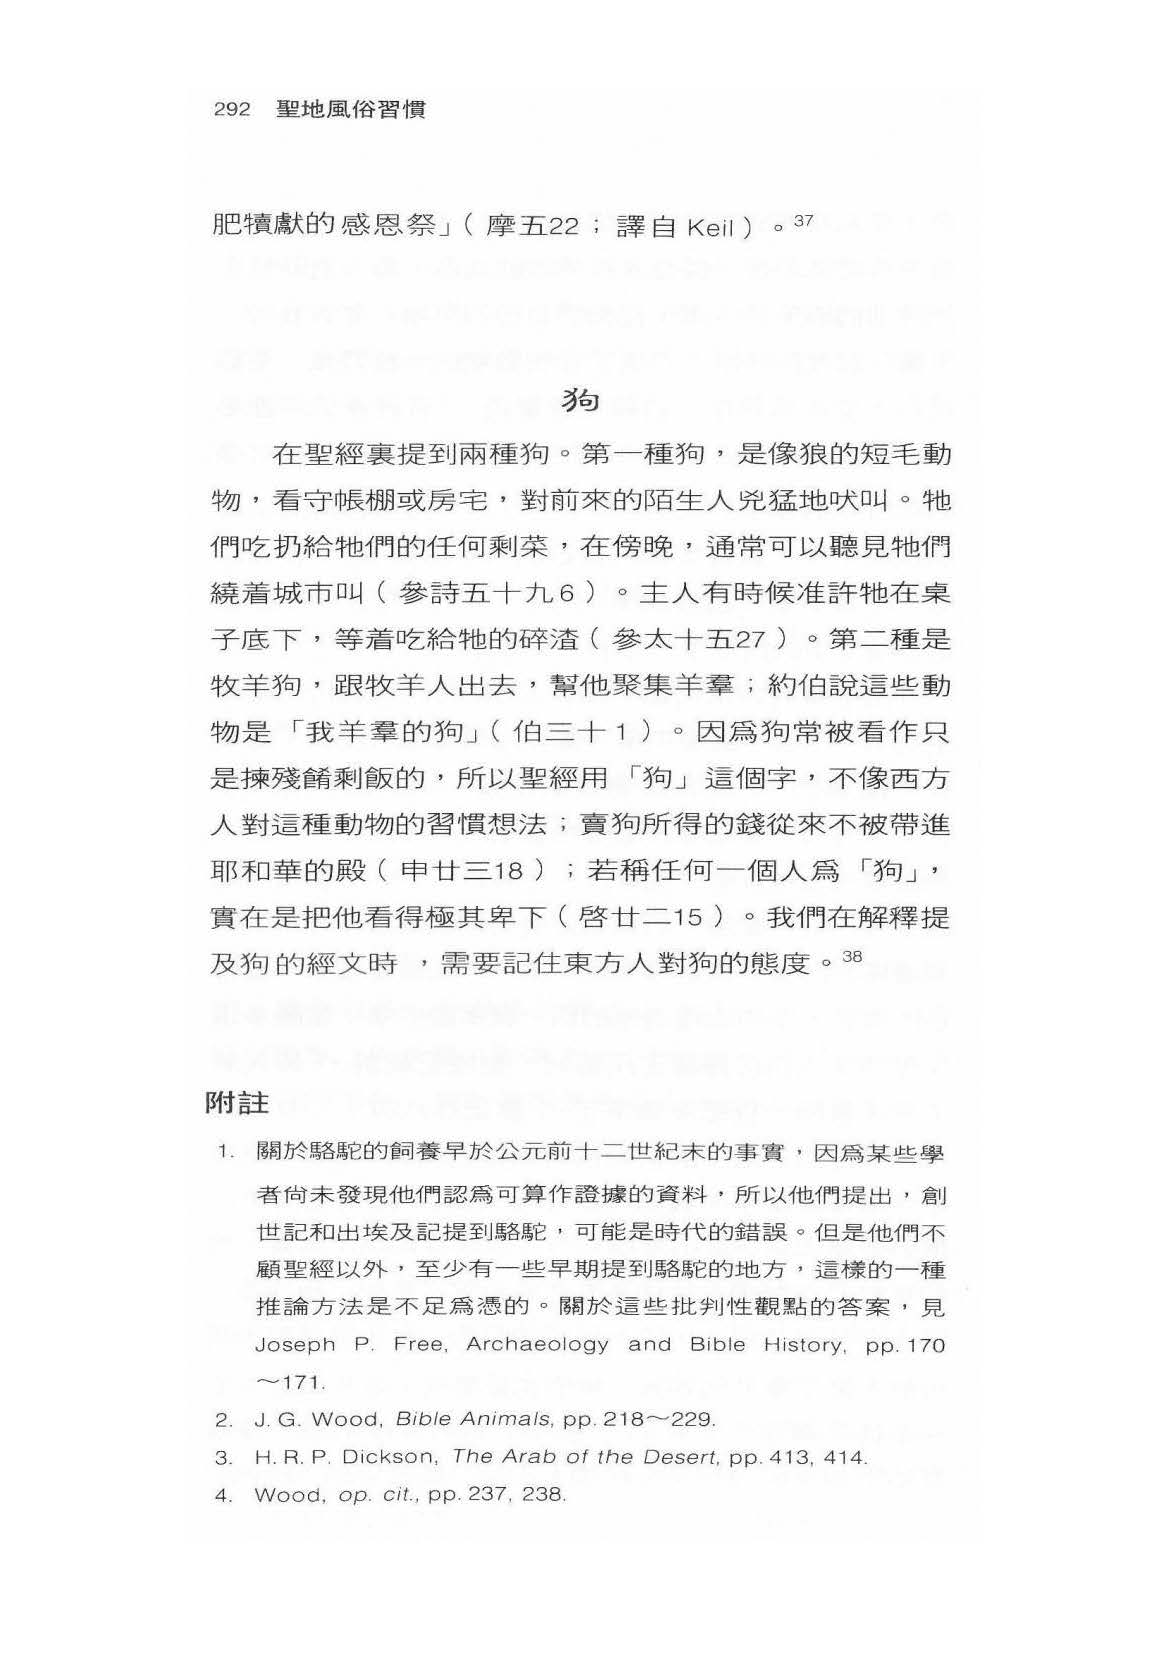 292 聖地風俗習慣
肥犢獻的感恩祭」(摩五22;譯自 Keil)。37
狗
在聖經裏提到兩種狗。第一種狗,是像狼的短毛動
物,看守帳棚或房宅,對前來的陌生人兇猛地吠叫。牠
們吃扔給牠們的任何剩菜,在傍晚,通常可以聽見牠們
繞着城市叫(參詩五十九6)。主人有時候准許牠在桌
子底下,等着吃給牠的碎渣(參太十五27)。第二種是
牧羊狗,跟牧羊人出去,幫他聚集羊羣;約伯說這些動
物是「我羊羣的狗」(伯三十1)。因爲狗常被看作只
是揀殘餚剩飯的,所以聖經用「狗」這個字,不像西方
人對這種動物的習慣想法;賣狗所得的錢從來不被帶進
耶和華的殿(申廿三18);若稱任何一個人爲「狗」,
實在是把他看得極其卑下(啓廿二15)。我們在解釋提
及狗的經文時,需要記住東方人對狗的態度。38
附註
1. 關於駱駝的飼養早於公元前十二世紀末的事實,因爲某些學
者尚未發現他們認爲可算作證據的資料,所以他們提出,創
世記和出埃及記提到駱駝,可能是時代的錯誤。但是他們不
顧聖經以外,至少有一些早期提到駱駝的地方,這樣的一種
推論方法是不足爲憑的。關於這些批判性觀點的答案,見
Joseph P. Free, Archaeology and Bible History, pp. 170
～171.
2. J. G. Wood, Bible Animals, pp. 218～229.
3. H. R. P. Dickson, The Arab of the Desert, pp. 413, 414.
4. Wood, op. cit., pp. 237, 238.